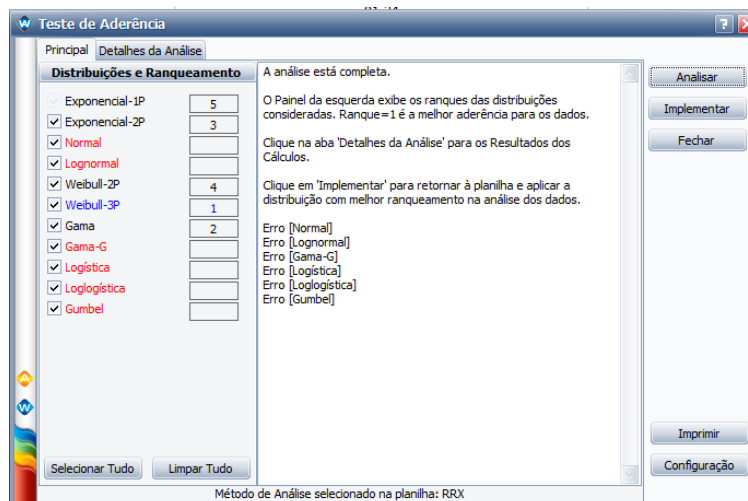 Teste de Aderência
Principal
Detalhes da Análise
Distribuições e Ranqueamento
Exponencial-1P 5
Exponencial-2P 3
Normal
Lognormal
Weibull-2P 4
Weibull-3P 1
Gama 2
Gama-G
Logística
Loglogística
Gumbel
Selecionar Tudo
Limpar Tudo
A análise está completa.
O Painel da esquerda exibe os ranques das distribuições
consideradas. Ranque=1 é a melhor aderência para os dados.
Clique na aba 'Detalhes da Análise' para os Resultados dos
Cálculos.
Clique em 'Implementar' para retornar à planilha e aplicar a
distribuição com melhor ranqueamento na análise dos dados.
Erro [Normal]
Erro [Lognormal]
Erro [Gama-G]
Erro [Logística]
Erro [Loglogística]
Erro [Gumbel]
Analisar
Implementar
Fechar
Imprimir
Configuração
Método de Análise selecionado na planilha: RRX